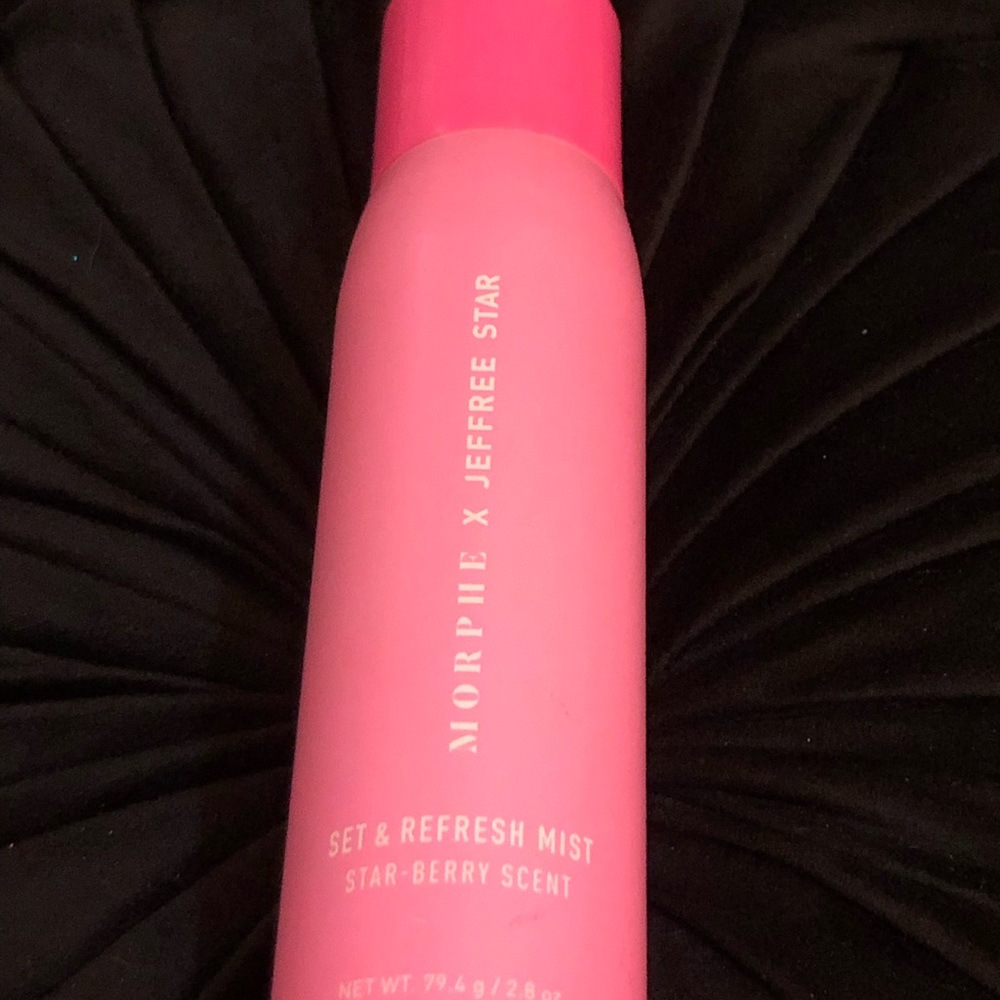 MORPHE X JEFFREE STAR
SET & REFRESH MIST
STAR-BERRY SCENT
NET WT 79.4 g / 2.8 oz